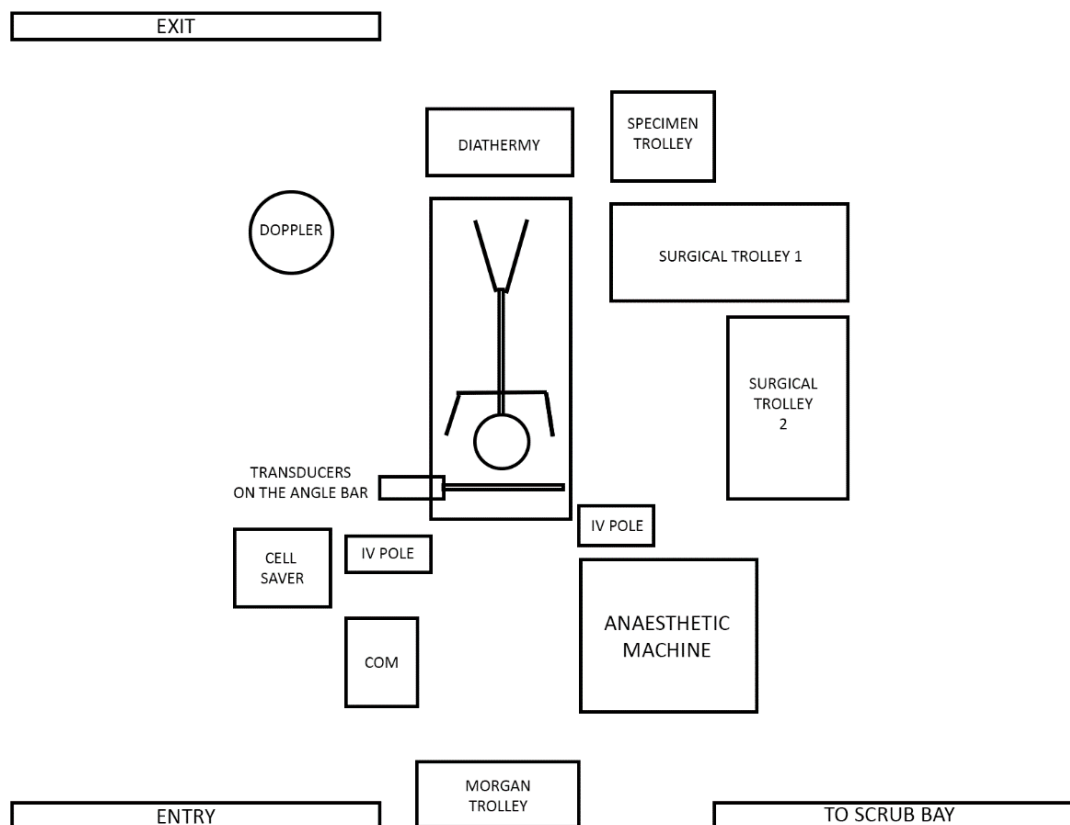 EXIT
DIATHERMY
SPECIMEN
TROLLEY
DOPPLER
SURGICAL TROLLEY 1
SURGICAL
TROLLEY
2
TRANSDUCERS
ON THE ANGLE BAR
IV POLE
CELL
SAVER
IV POLE
ANAESTHETIC
MACHINE
COM
MORGAN
TROLLEY
ENTRY
TO SCRUB BAY